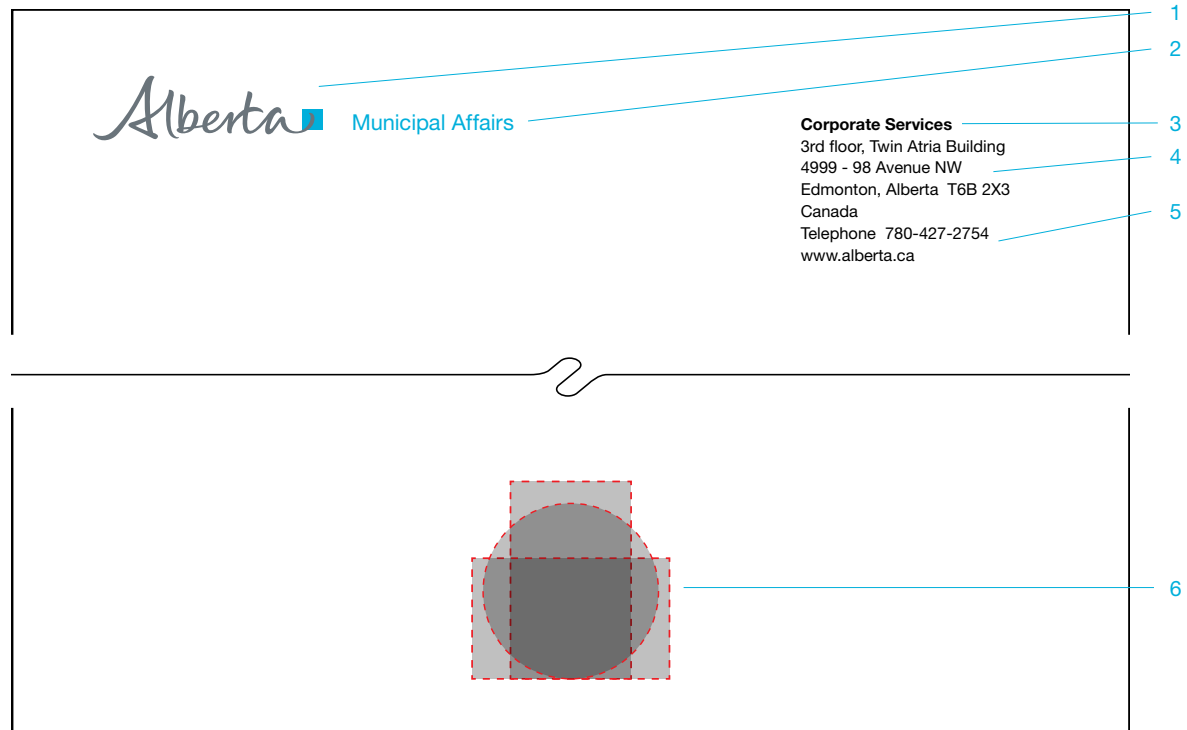 1
2
Alberta
Municipal Affairs
Corporate Services
3
3rd floor, Twin Atria Building
4999 - 98 Avenue NW
4
Edmonton, Alberta  T6B 2X3
Canada
5
Telephone  780-427-2754
www.alberta.ca
6